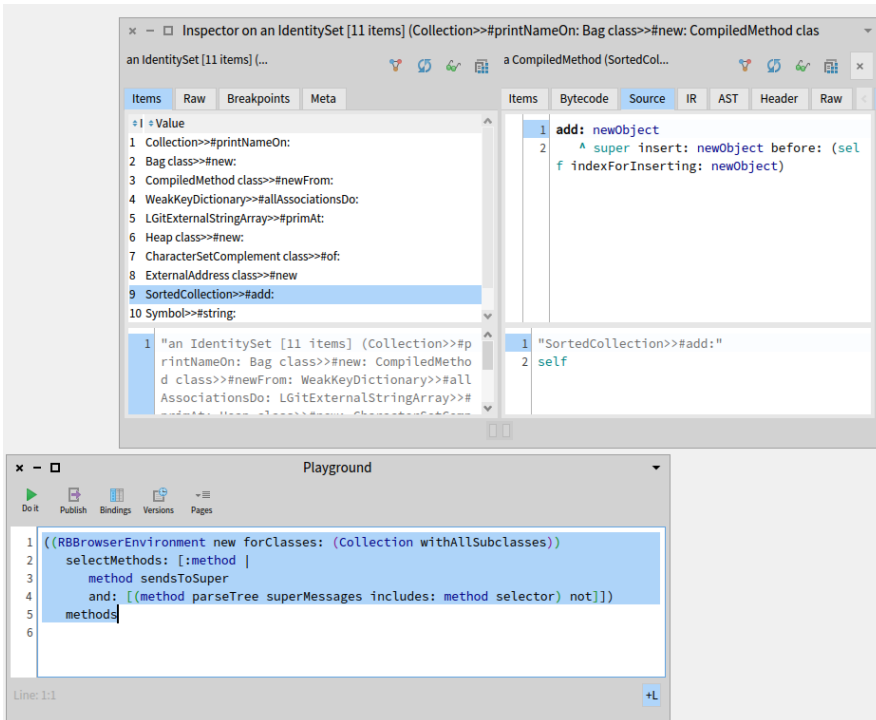 Inspector on an IdentitySet [11 items] (Collection>>#printNameOn: Bag class>>#new: CompiledMethod clas
an IdentitySet [11 items] (...
a CompiledMethod (SortedCol...
Items Raw Breakpoints Meta
Items Bytecode Source IR AST Header Raw
I Value
1 Collection>>#printNameOn:
2 Bag class>>#new:
3 CompiledMethod class>>#newFrom:
4 WeakKeyDictionary>>#allAssociationsDo:
5 LGitExternalStringArray>>#primAt:
6 Heap class>>#new:
7 CharacterSetComplement class>>#of:
8 ExternalAddress class>>#new
9 SortedCollection>>#add:
10 Symbol>>#string:
1 add: newObject
2 ^ super insert: newObject before: (sel
f indexForInserting: newObject)
1 "an IdentitySet [11 items] (Collection>>#p
rintNameOn: Bag class>>#new: CompiledMetho
d class>>#newFrom: WeakKeyDictionary>>#all
AssociationsDo: LGitExternalStringArray>>#
1 "SortedCollection>>#add:"
2 self
Playground
Do it Publish Bindings Versions Pages
1 ((RBBrowserEnvironment new forClasses: (Collection withAllSubclasses))
2 selectMethods: [:method |
3 method sendsToSuper
4 and: [(method parseTree superMessages includes: method selector) not]])
5 methods
6
Line: 1:1
+L